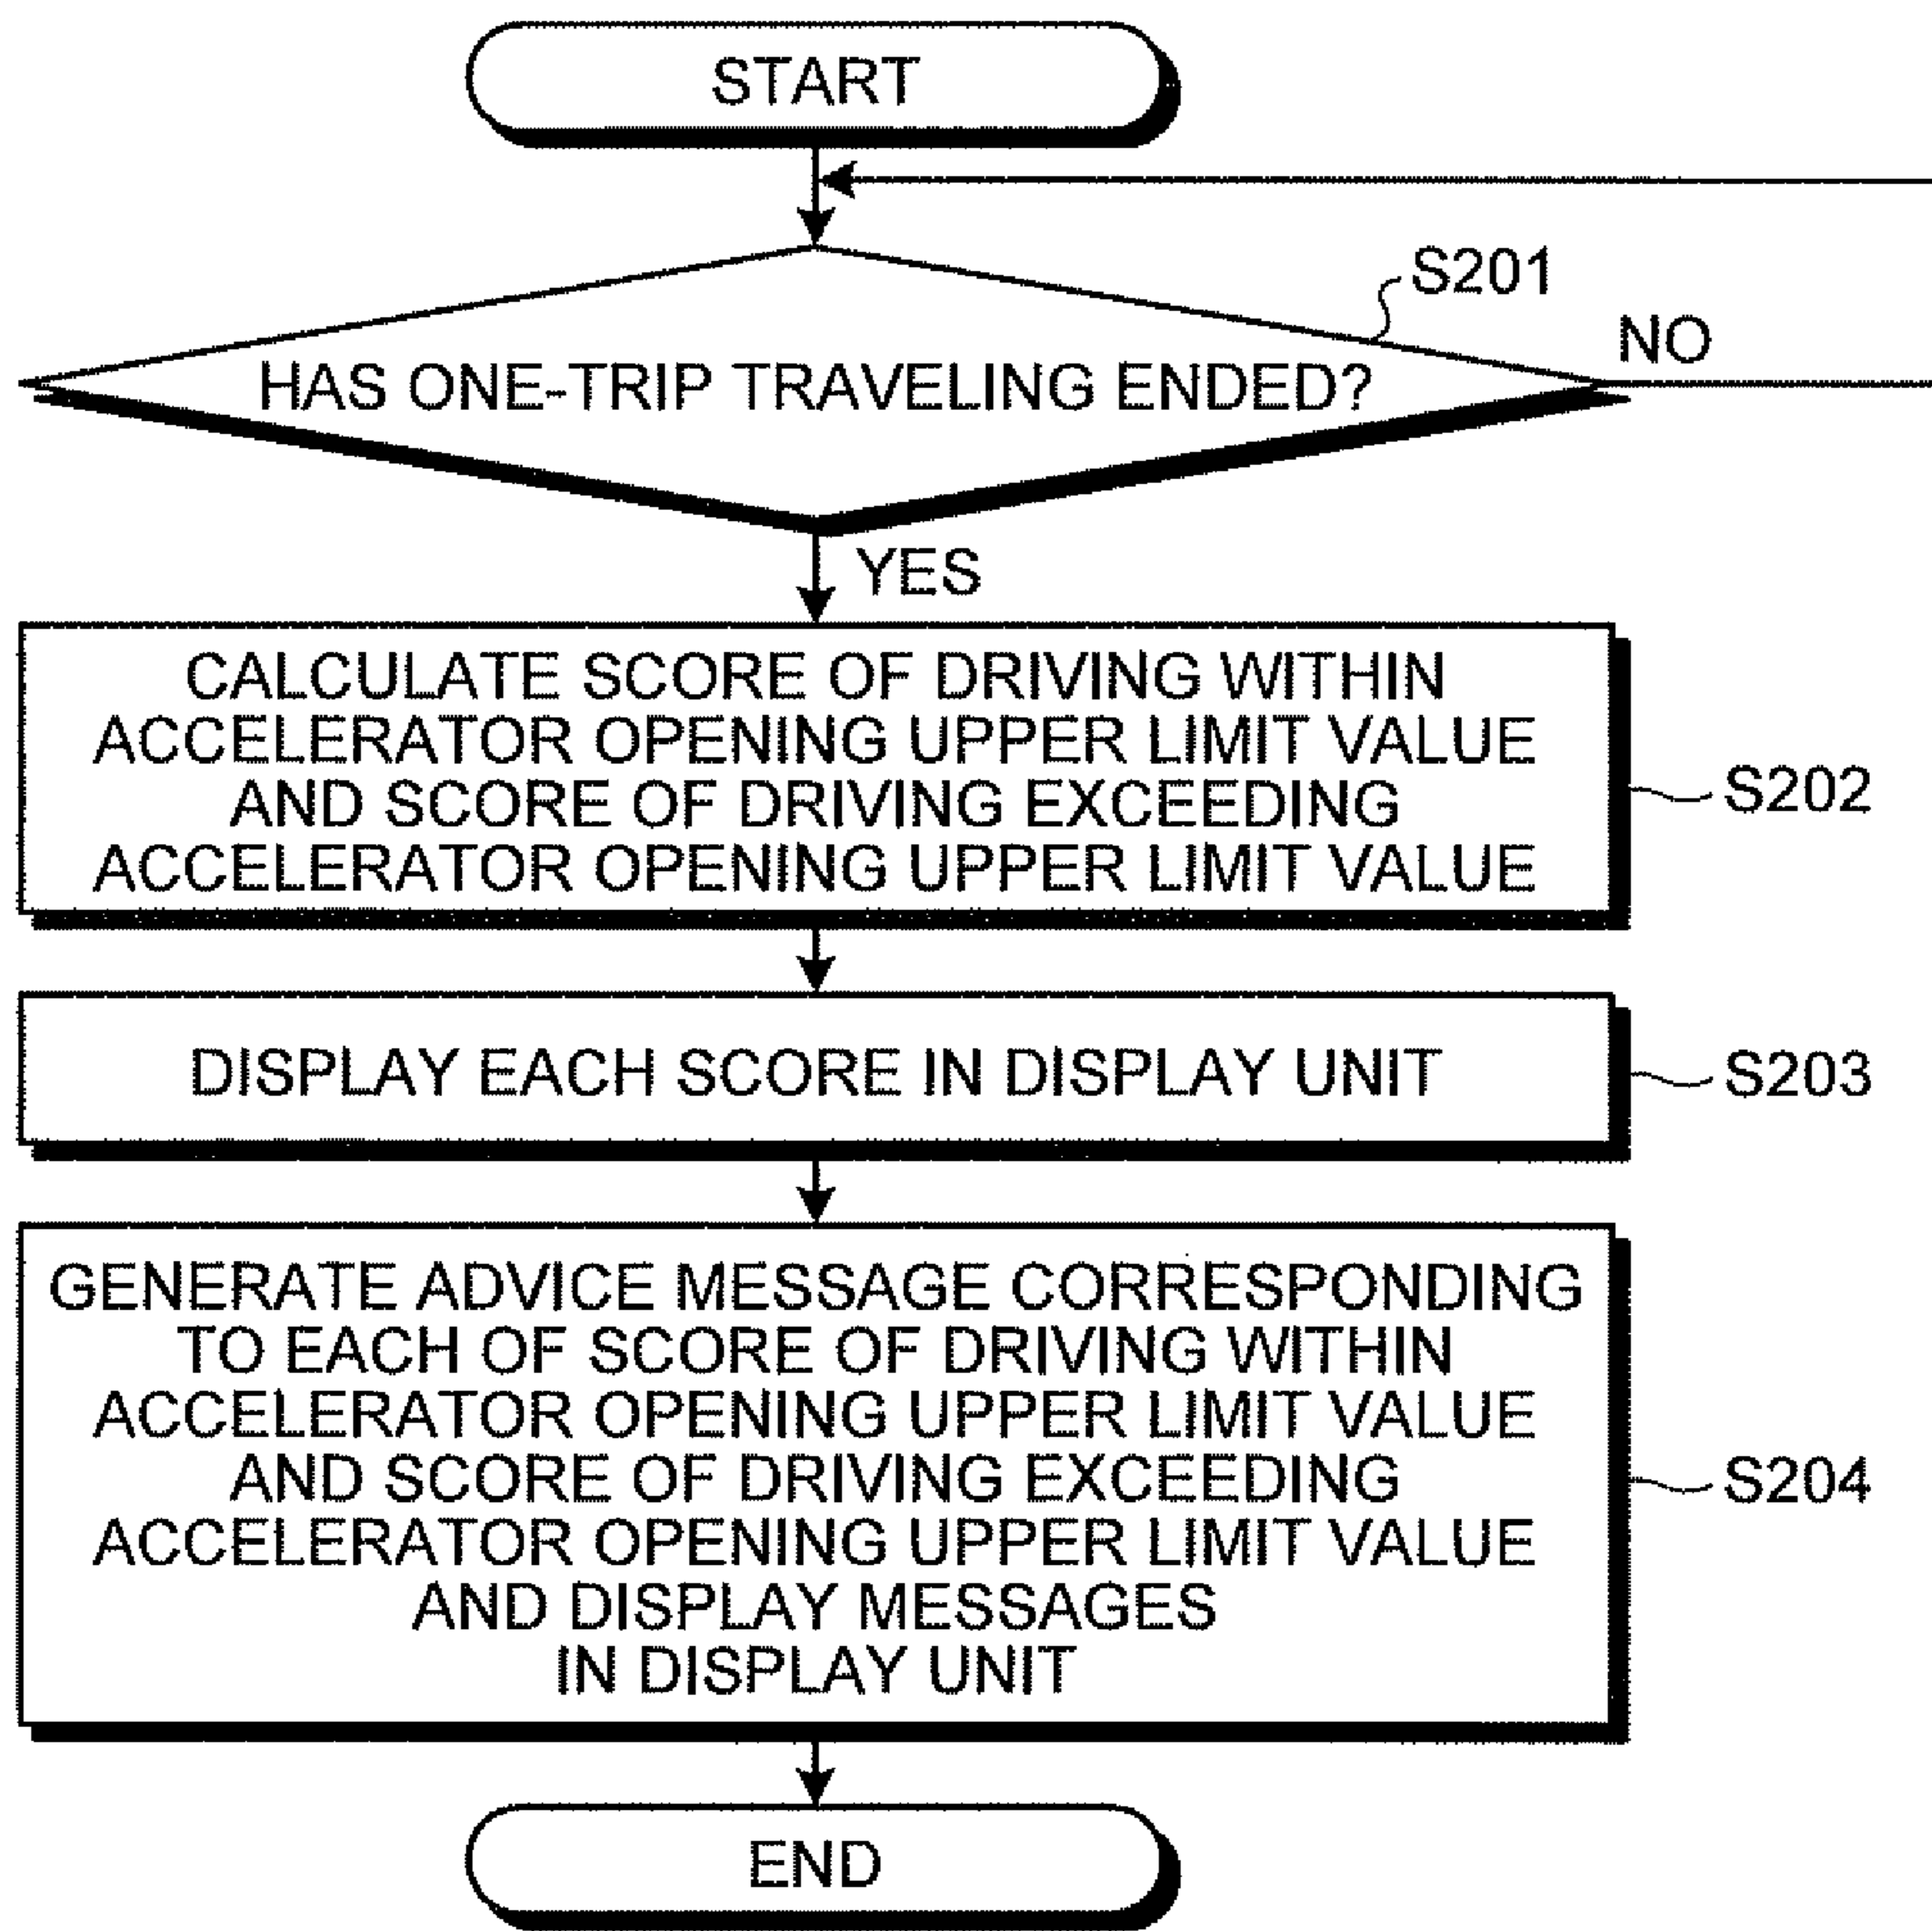 START
S201
NO
HAS ONE-TRIP TRAVELING ENDED?
YES
CALCULATE SCORE OF DRIVING WITHIN
ACCELERATOR OPENING UPPER LIMIT VALUE
AND SCORE OF DRIVING EXCEEDING
ACCELERATOR OPENING UPPER LIMIT VALUE
S202
DISPLAY EACH SCORE IN DISPLAY UNIT
S203
GENERATE ADVICE MESSAGE CORRESPONDING
TO EACH OF SCORE OF DRIVING WITHIN
ACCELERATOR OPENING UPPER LIMIT VALUE
AND SCORE OF DRIVING EXCEEDING
ACCELERATOR OPENING UPPER LIMIT VALUE
AND DISPLAY MESSAGES
IN DISPLAY UNIT
S204
END